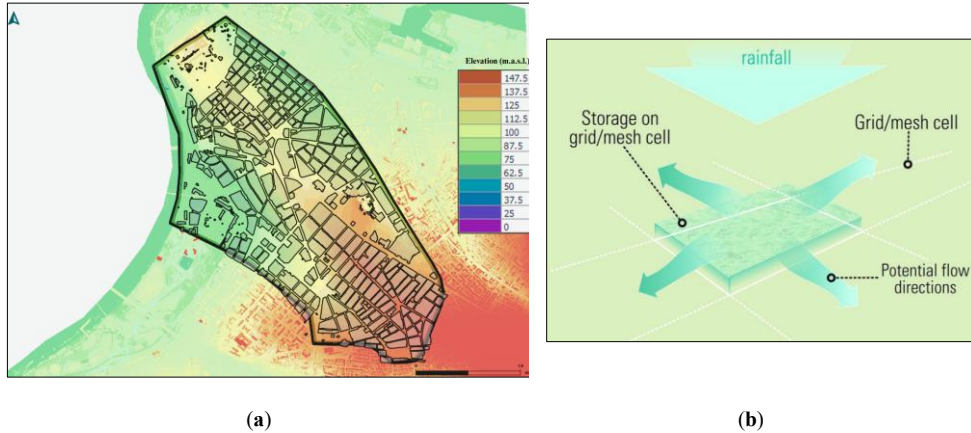 Elevation (m.a.s.l.)
147.5
137.5
125
112.5
100
87.5
75
62.5
50
37.5
25
0
rainfall
Storage on
grid/mesh cell
Grid/mesh cell
Potential flow
directions
(a)
(b)